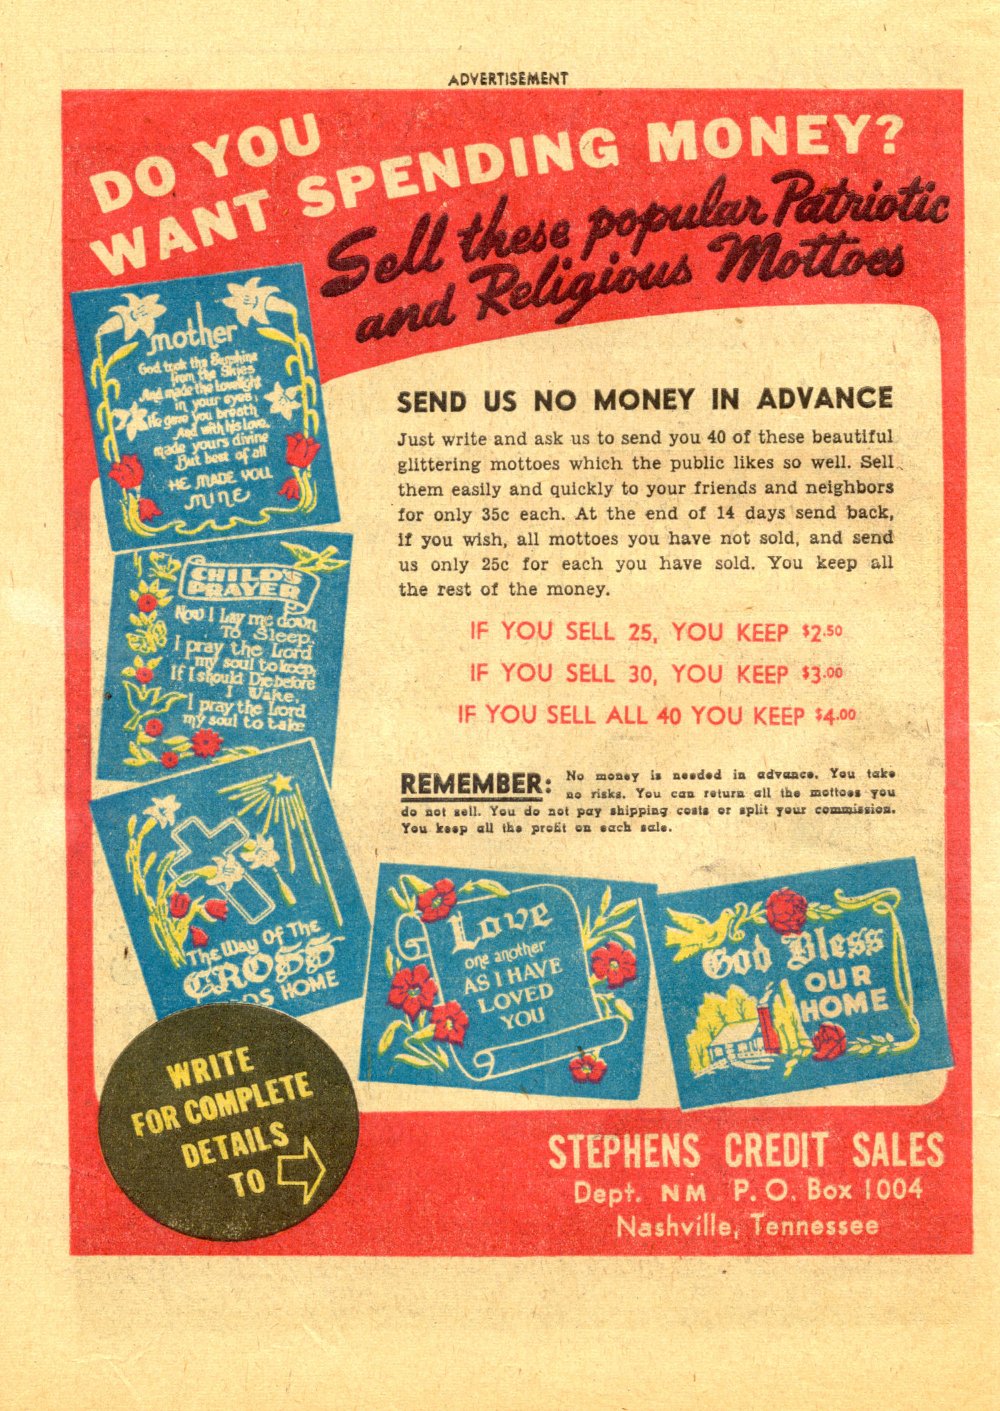 ADVERTISEMENT
DO YOU
WANT SPENDING MONEY?
Sell these popular Patriotic
and Religious Mottoes
mother
God took the Sunshine
from the Skies
And made the Lovelight
in your eyes,
He gave you breath
And with his love,
made yours divine
But best of all
HE MADE YOU
MINE
CHILD'S
PRAYER
Now I Lay me down
To Sleep,
I pray the Lord
my soul to keep,
If I should Die before
I Wake,
I pray the Lord
my soul to take
The Way Of The
CROSS
ADS HOME
SEND US NO MONEY IN ADVANCE
Just write and ask us to send you 40 of these beautiful
glittering mottoes which the public likes so well. Sell
them easily and quickly to your friends and neighbors
for only 35c each. At the end of 14 days send back,
if you wish, all mottoes you have not sold, and send
us only 25c for each you have sold. You keep all
the rest of the money.
IF YOU SELL 25, YOU KEEP $2.50
IF YOU SELL 30, YOU KEEP $3.00
IF YOU SELL ALL 40 YOU KEEP $4.00
REMEMBER: No money is needed in advance. You take
no risks. You can return all the mottoes you
do not sell. You do not pay shipping costs or split your commission.
You keep all the profit on each sale.
Love
one another
AS I HAVE
LOVED
YOU
God Bless
OUR
HOME
WRITE
FOR COMPLETE
DETAILS
TO
STEPHENS CREDIT SALES
Dept. NM P. O. Box 1004
Nashville, Tennessee